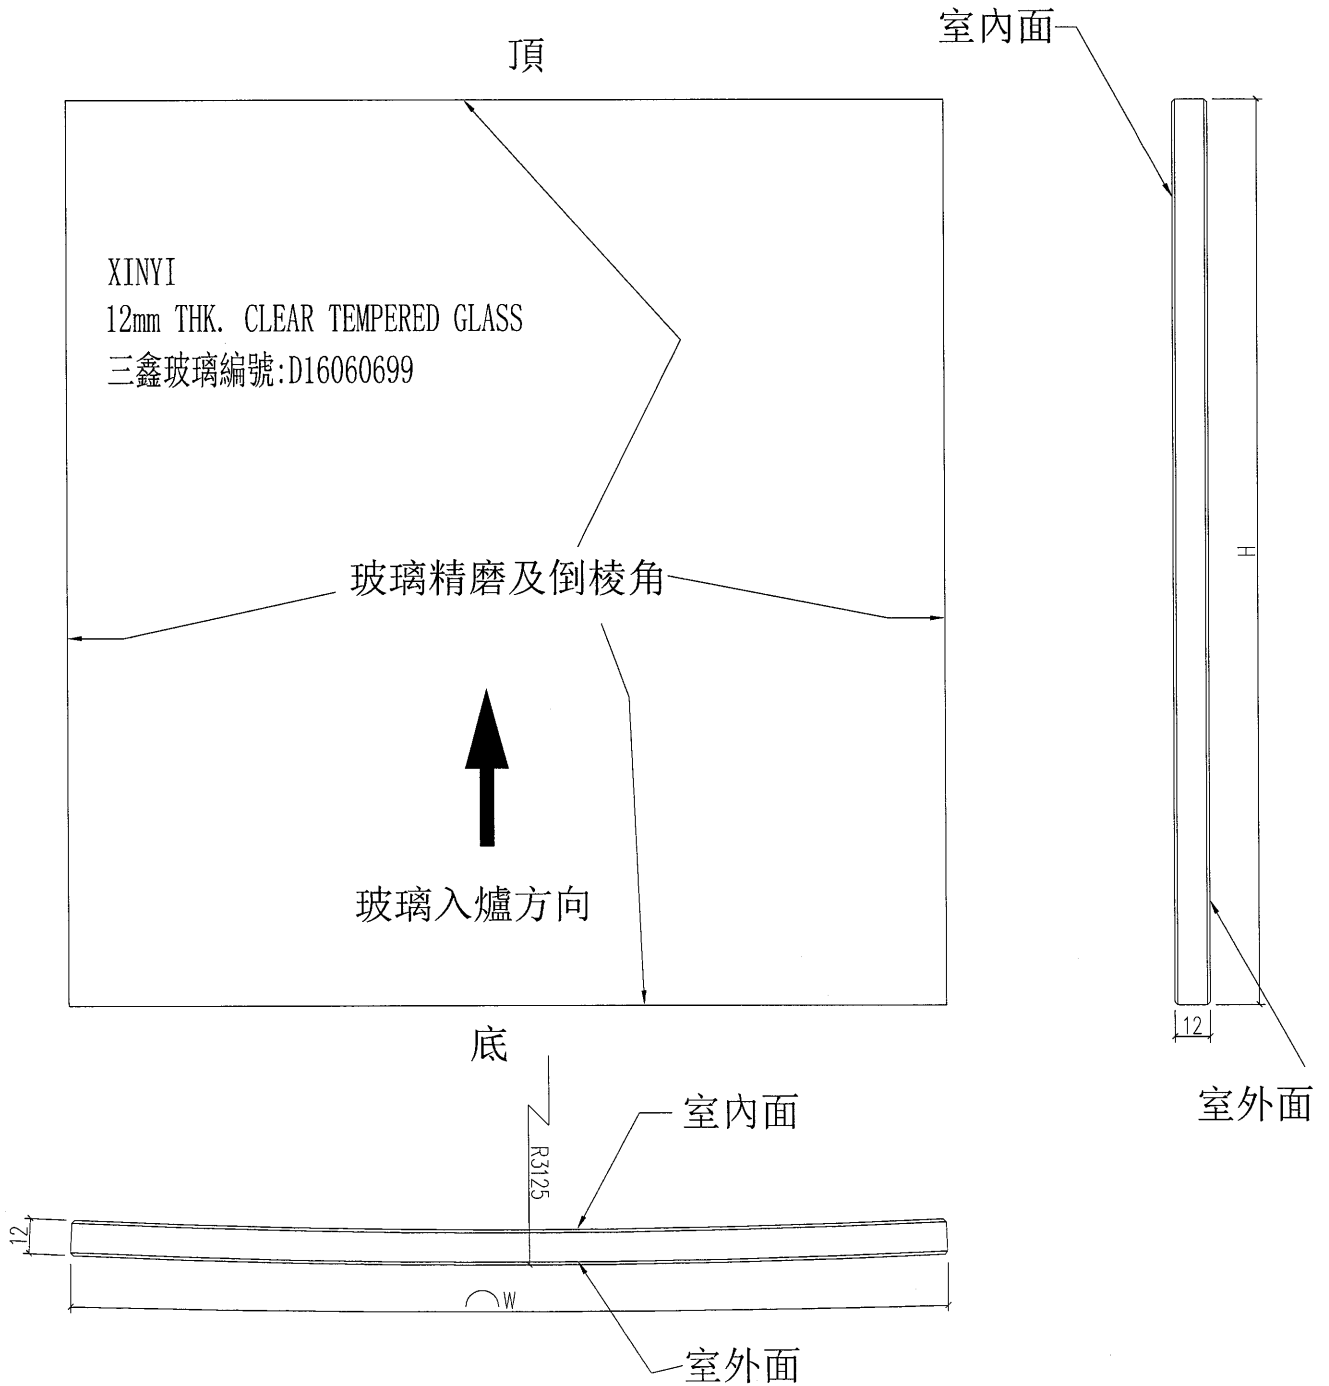 室內面
頂
XINYI
12mm THK. CLEAR TEMPERED GLASS
三鑫玻璃編號:D16060699
H
玻璃精磨及倒棱角
玻璃入爐方向
12
底
室外面
室內面
R3125
12
W
室外面